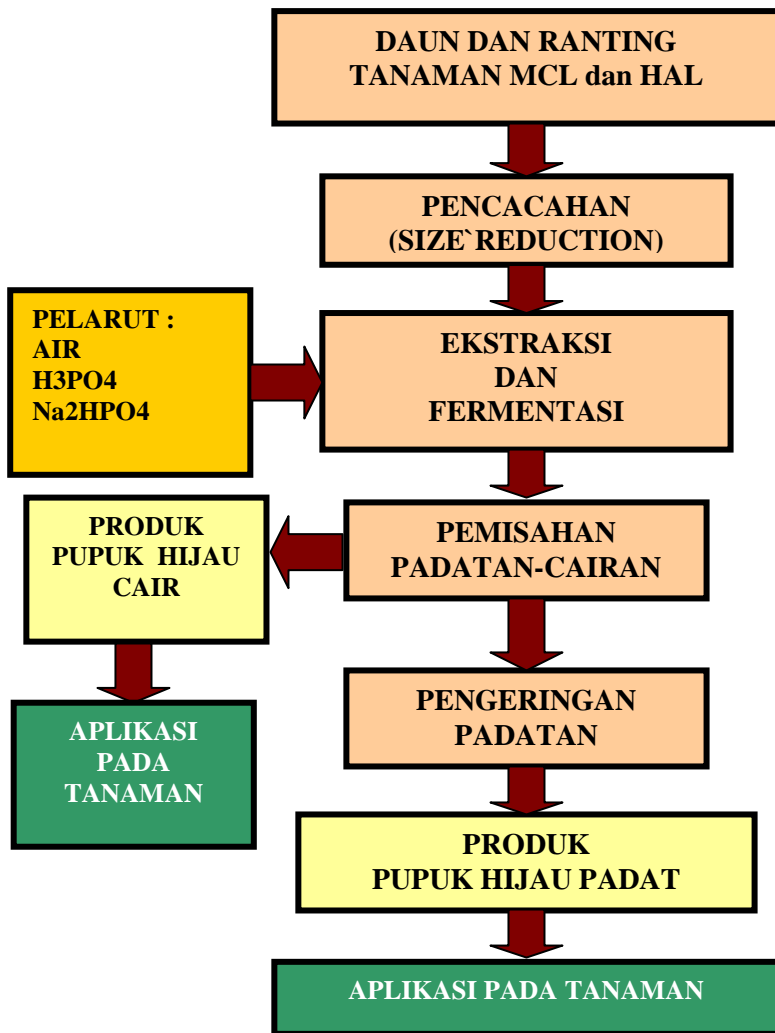 DAUN DAN RANTING
TANAMAN MCL dan HAL
PENCACAHAN
(SIZE`REDUCTION)
PELARUT :
AIR
H3PO4
Na2HPO4
EKSTRAKSI
DAN
FERMENTASI
PRODUK
PUPUK HIJAU
CAIR
PEMISAHAN
PADATAN-CAIRAN
APLIKASI
PADA
TANAMAN
PENGERINGAN
PADATAN
PRODUK
PUPUK HIJAU PADAT
APLIKASI PADA TANAMAN